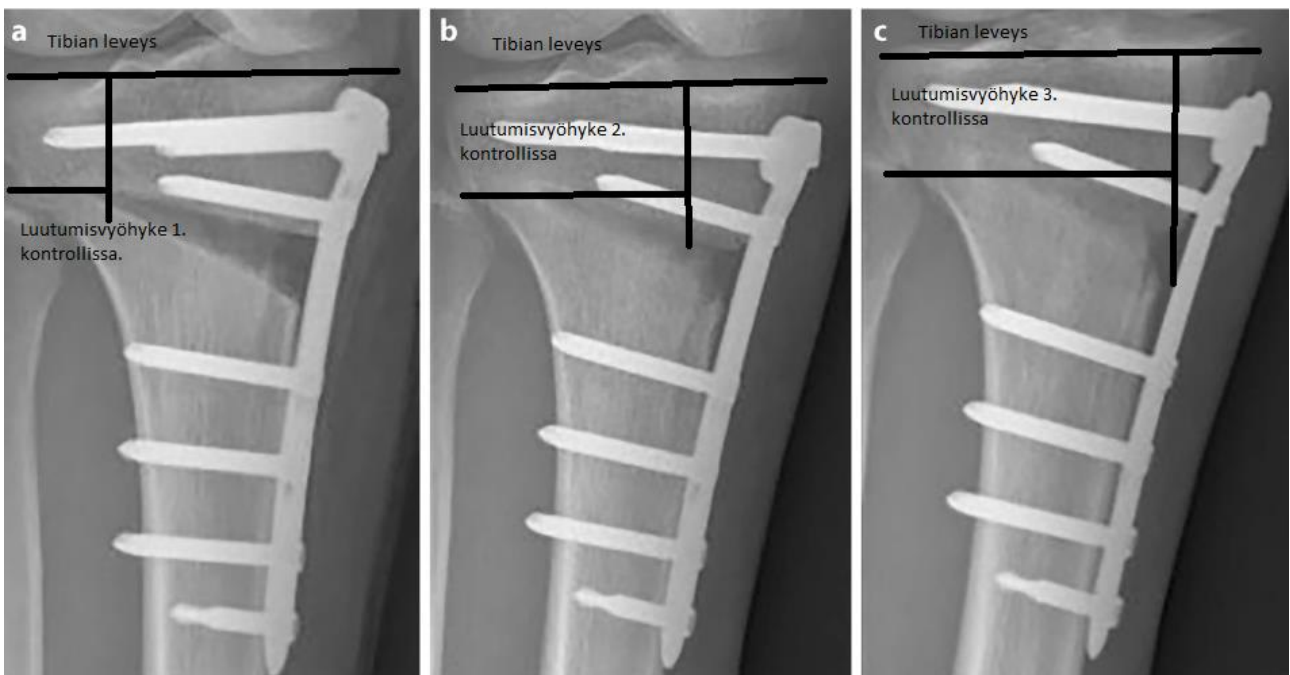 a
Tibian leveys
Luutumisvyöhyke 1.
kontrollissa.
b
Tibian leveys
Luutumisvyöhyke 2.
kontrollissa
c
Tibian leveys
Luutumisvyöhyke 3.
kontrollissa